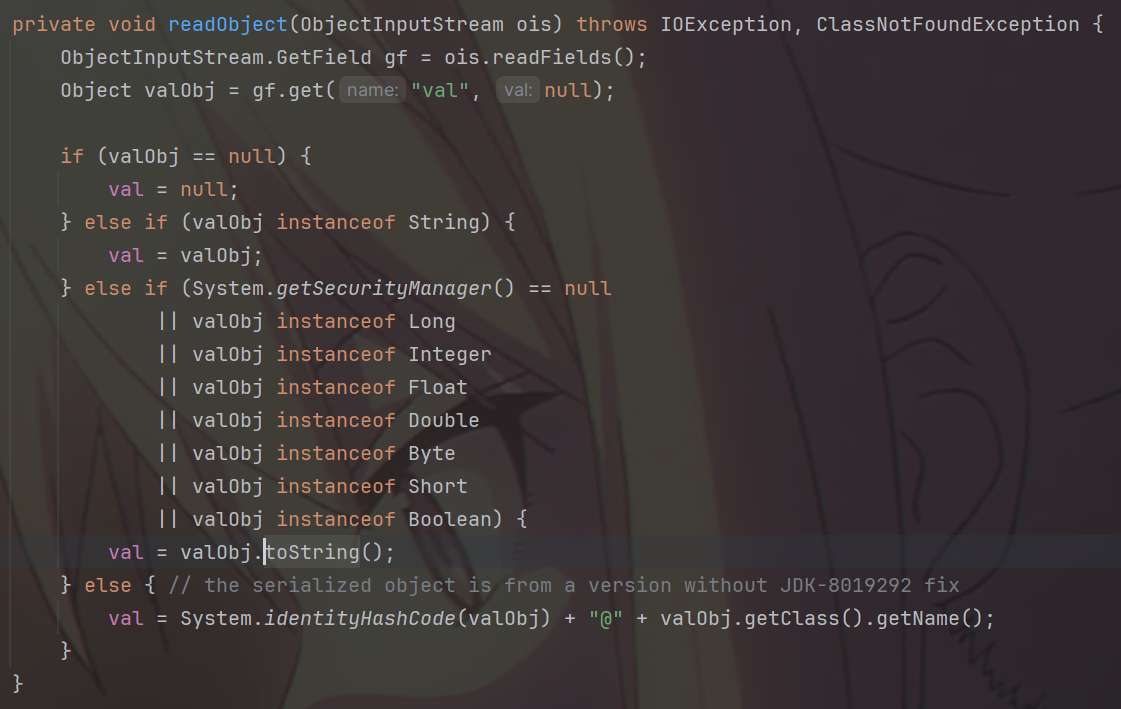 private void readObject(ObjectInputStream ois) throws IOException, ClassNotFoundException {
    ObjectInputStream.GetField gf = ois.readFields();
    Object valObj = gf.get( name: "val", val: null);

    if (valObj == null) {
        val = null;
    } else if (valObj instanceof String) {
        val = valObj;
    } else if (System.getSecurityManager() == null
            || valObj instanceof Long
            || valObj instanceof Integer
            || valObj instanceof Float
            || valObj instanceof Double
            || valObj instanceof Byte
            || valObj instanceof Short
            || valObj instanceof Boolean) {
        val = valObj.toString();
    } else { // the serialized object is from a version without JDK-8019292 fix
        val = System.identityHashCode(valObj) + "@" + valObj.getClass().getName();
    }
}